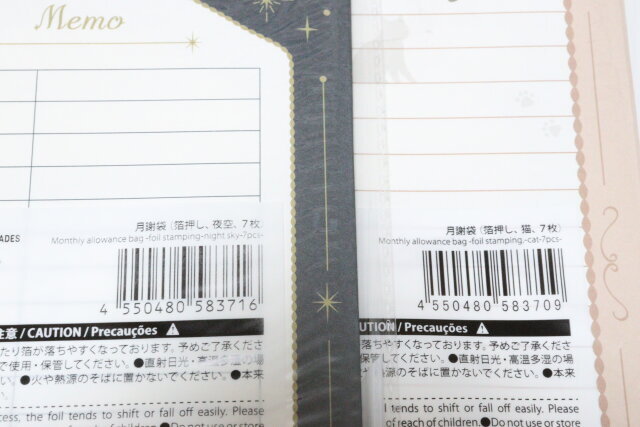 Memo
ADES
月謝袋（箔押し、夜空、7枚）
Monthly allowance bag -foil stamping-night sky-7pcs-
4 550480 583716
注意 / CAUTION / Precauções
たり箔が落ちやすくなっております。予めご了承ください
で使用・保管してください。●直射日光・高温多湿の場
●火や熱源のそばに置かないでください。●本来
cess, the foil tends to shift or fall off easily. Please
of reach of children. ●Do not use or store
月謝袋（箔押し、猫、7枚）
Monthly allowance bag -foil stamping,-cat-7pcs-
4 550480 583709
/ CAUTION / Precauções
箔が落ちやすくなっております。予めご了承くださ
保管してください。●直射日光・高温多湿の場
熱源のそばに置かないでください。●本来
l tends to shift or fall off easily. Please
of reach of children. ●Do not use or store